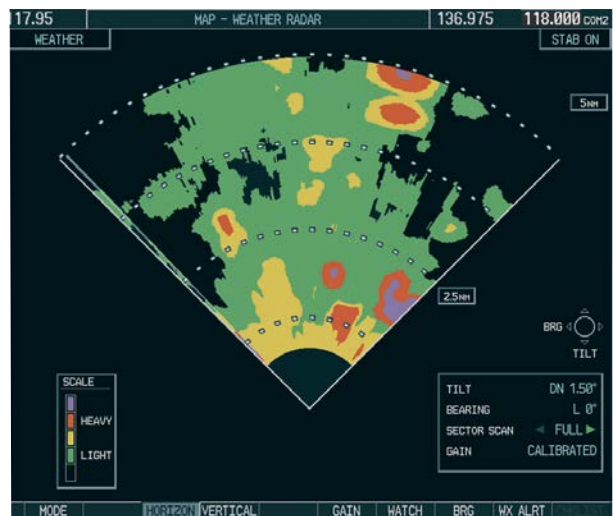 17.95 MAP - WEATHER RADAR 136.975 118.000 COM2
WEATHER STAB ON
5NM
2.5NM
BRG
TILT
SCALE
HEAVY
LIGHT
TILT DN 1.50°
BEARING L 0°
SECTOR SCAN FULL
GAIN CALIBRATED
MODE HORIZON VERTICAL GAIN WATCH BRG WX ALRT